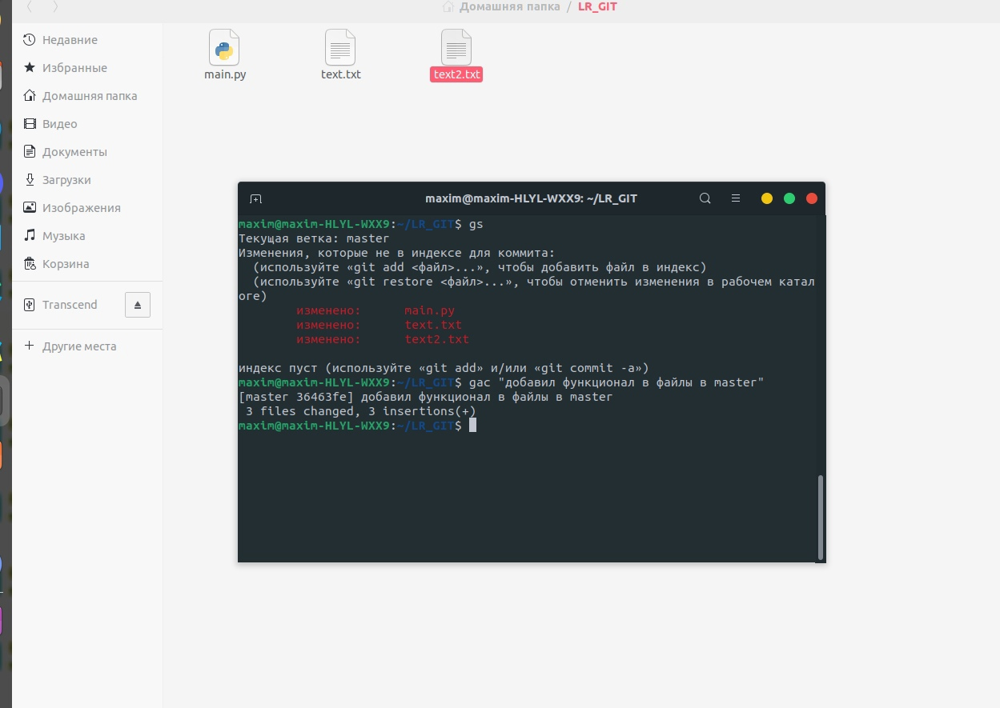 Домашняя папка / LR_GIT
Недавние
Избранные
Домашняя папка
Видео
Документы
Загрузки
Изображения
Музыка
Корзина
Transcend
Другие места
main.py
text.txt
text2.txt
maxim@maxim-HLYL-WXX9: ~/LR_GIT
maxim@maxim-HLYL-WXX9:~/LR_GIT$ gs
Текущая ветка: master
Изменения, которые не в индексе для коммита:
(используйте «git add <файл>...», чтобы добавить файл в индекс)
(используйте «git restore <файл>...», чтобы отменить изменения в рабочем катал
оге)
изменено: main.py
изменено: text.txt
изменено: text2.txt
индекс пуст (используйте «git add» и/или «git commit -a»)
maxim@maxim-HLYL-WXX9:~/LR_GIT$ gac "добавил функционал в файлы в master"
[master 36463fe] добавил функционал в файлы в master
3 files changed, 3 insertions(+)
maxim@maxim-HLYL-WXX9:~/LR_GIT$